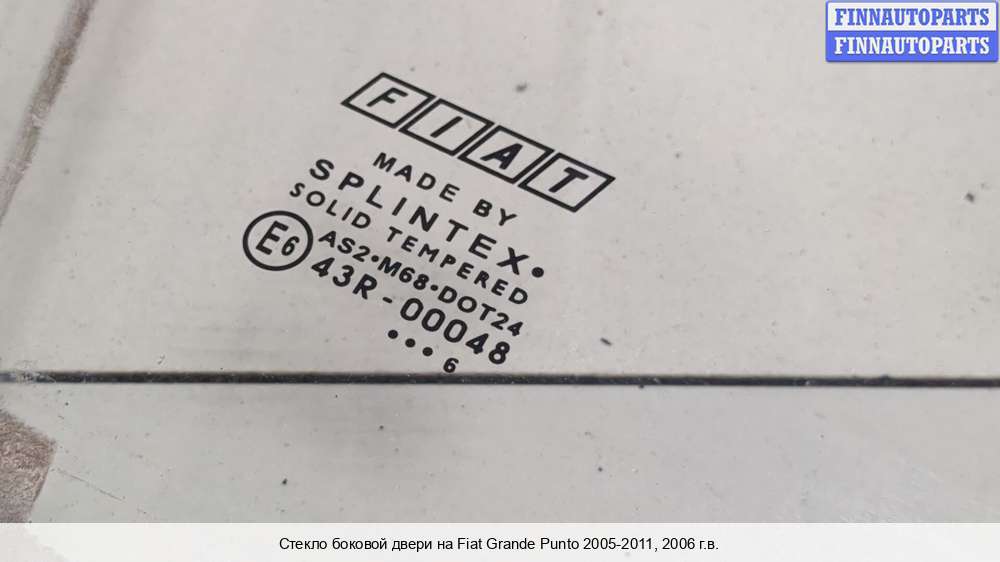 FINNAUTOPARTS
FINNAUTOPARTS
FIAT
MADE BY
SPLINTEX•
SOLID TEMPERED
E6
AS2•M68•DOT24
43R-00048
•••6
Стекло боковой двери на Fiat Grande Punto 2005-2011, 2006 г.в.